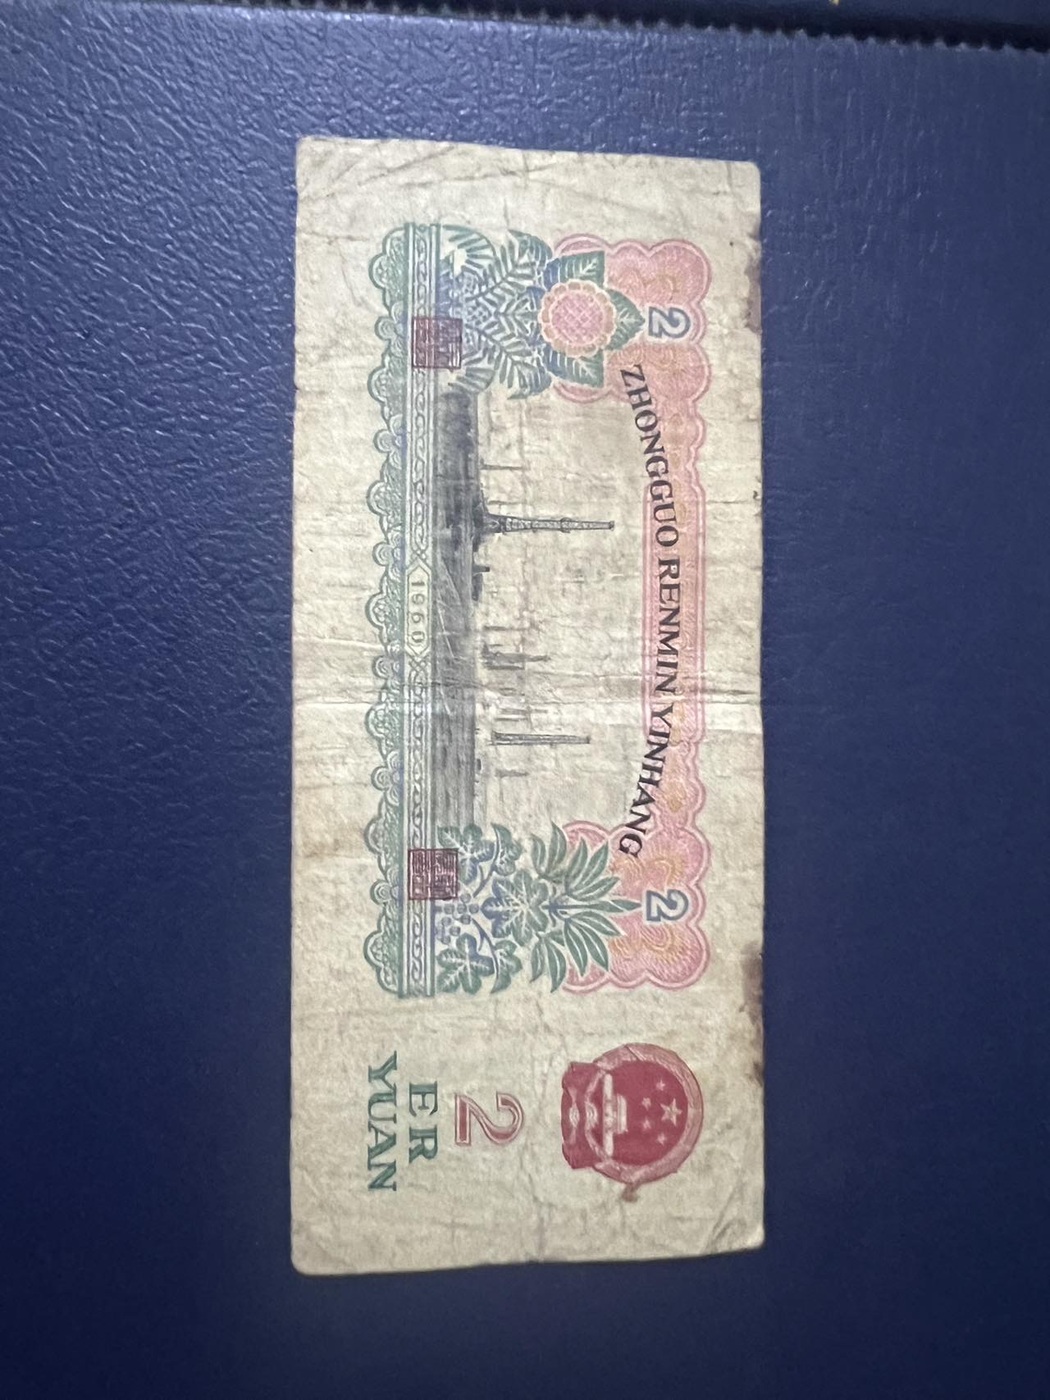 2
2
ZHONGGUO RENMIN YINHANG
2
ER
YUAN
1960